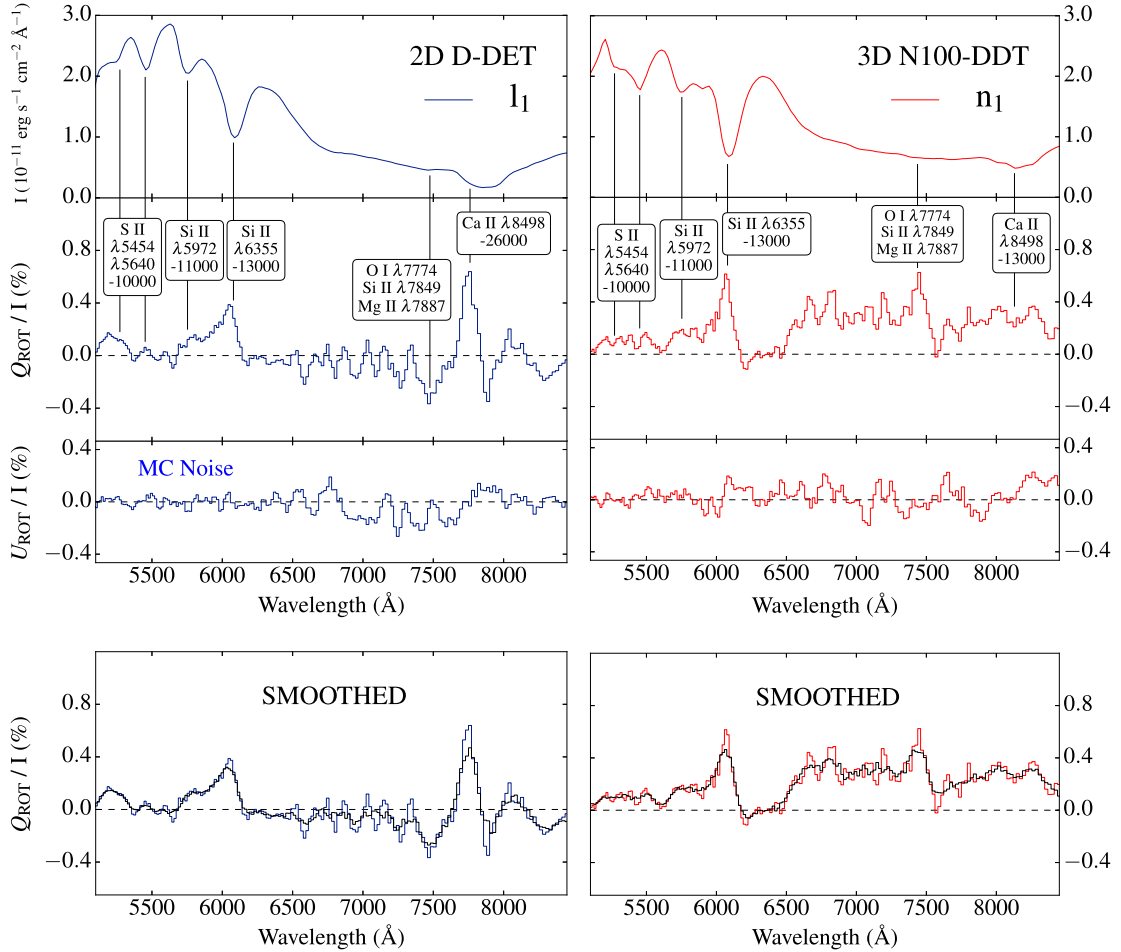 3.0
2.0
1.0
0.0
I (10⁻¹¹ erg s⁻¹ cm⁻² Å⁻¹)
2D D-DET
l₁
3D N100-DDT
n₁
3.0
2.0
1.0
0.0
S II
λ5454
λ5640
-10000
Si II
λ5972
-11000
Si II
λ6355
-13000
O I λ7774
Si II λ7849
Mg II λ7887
Ca II λ8498
-26000
S II
λ5454
λ5640
-10000
Si II
λ5972
-11000
Si II λ6355
-13000
O I λ7774
Si II λ7849
Mg II λ7887
Ca II
λ8498
-13000
0.8
0.4
0.0
−0.4
Q_ROT / I (%)
0.8
0.4
0.0
−0.4
MC Noise
0.4
0.0
−0.4
U_ROT / I (%)
0.4
0.0
−0.4
5500 6000 6500 7000 7500 8000
Wavelength (Å)
5500 6000 6500 7000 7500 8000
Wavelength (Å)
SMOOTHED
0.8
0.4
0.0
−0.4
Q_ROT / I (%)
SMOOTHED
0.8
0.4
0.0
−0.4
5500 6000 6500 7000 7500 8000
Wavelength (Å)
5500 6000 6500 7000 7500 8000
Wavelength (Å)